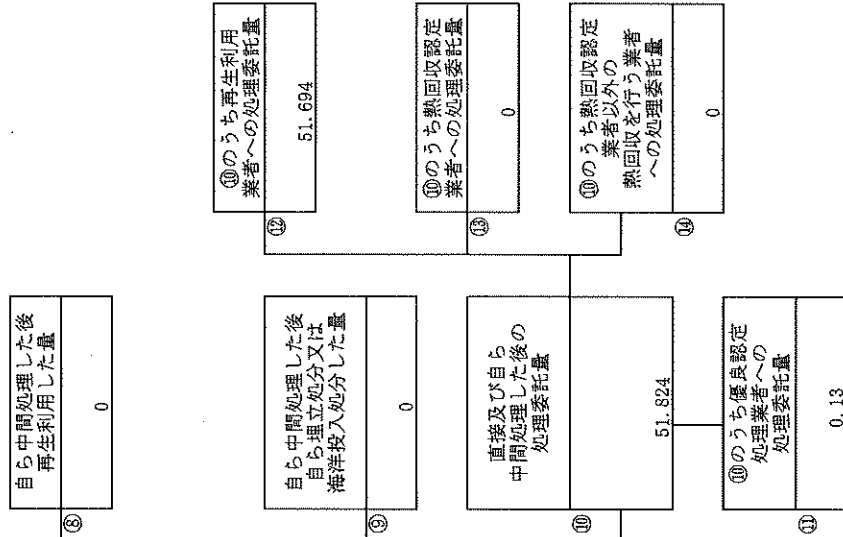 ⑧
自ら中間処理した後
再生利用した量
0
⑨
自ら中間処理した後
自ら埋立処分又は
海洋投入処分した量
0
⑩
直接及び自ら
中間処理した後の
処理委託量
51.824
⑪
⑩のうち優良認定
処理業者への
処理委託量
0.13
⑫
⑩のうち再生利用
業者への処理委託量
51.694
⑬
⑩のうち熱回収認定
業者への処理委託量
0
⑭
⑩のうち熱回収認定
業者以外の
熱回収を行う業者
への処理委託量
0